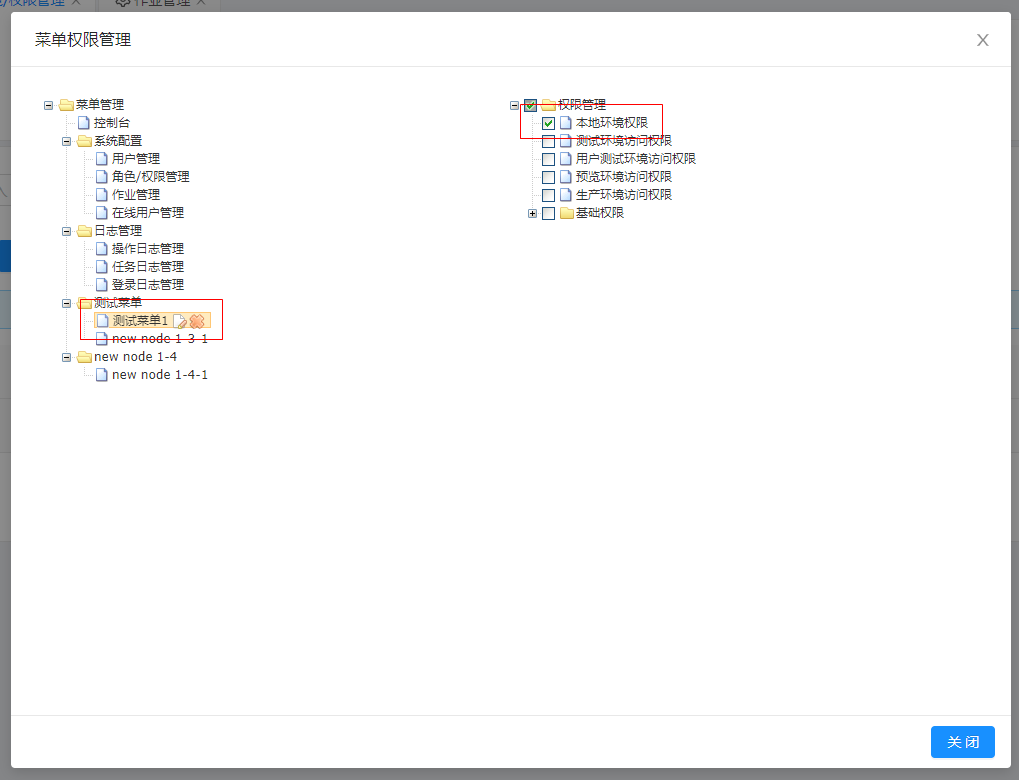 /权限管理 ×
作业管理 ×
菜单权限管理
菜单管理
控制台
系统配置
用户管理
角色/权限管理
作业管理
在线用户管理
日志管理
操作日志管理
任务日志管理
登录日志管理
测试菜单
测试菜单1
new node 1-3-1
new node 1-4
new node 1-4-1
权限管理
本地环境权限
测试环境访问权限
用户测试环境访问权限
预览环境访问权限
生产环境访问权限
基础权限
关 闭